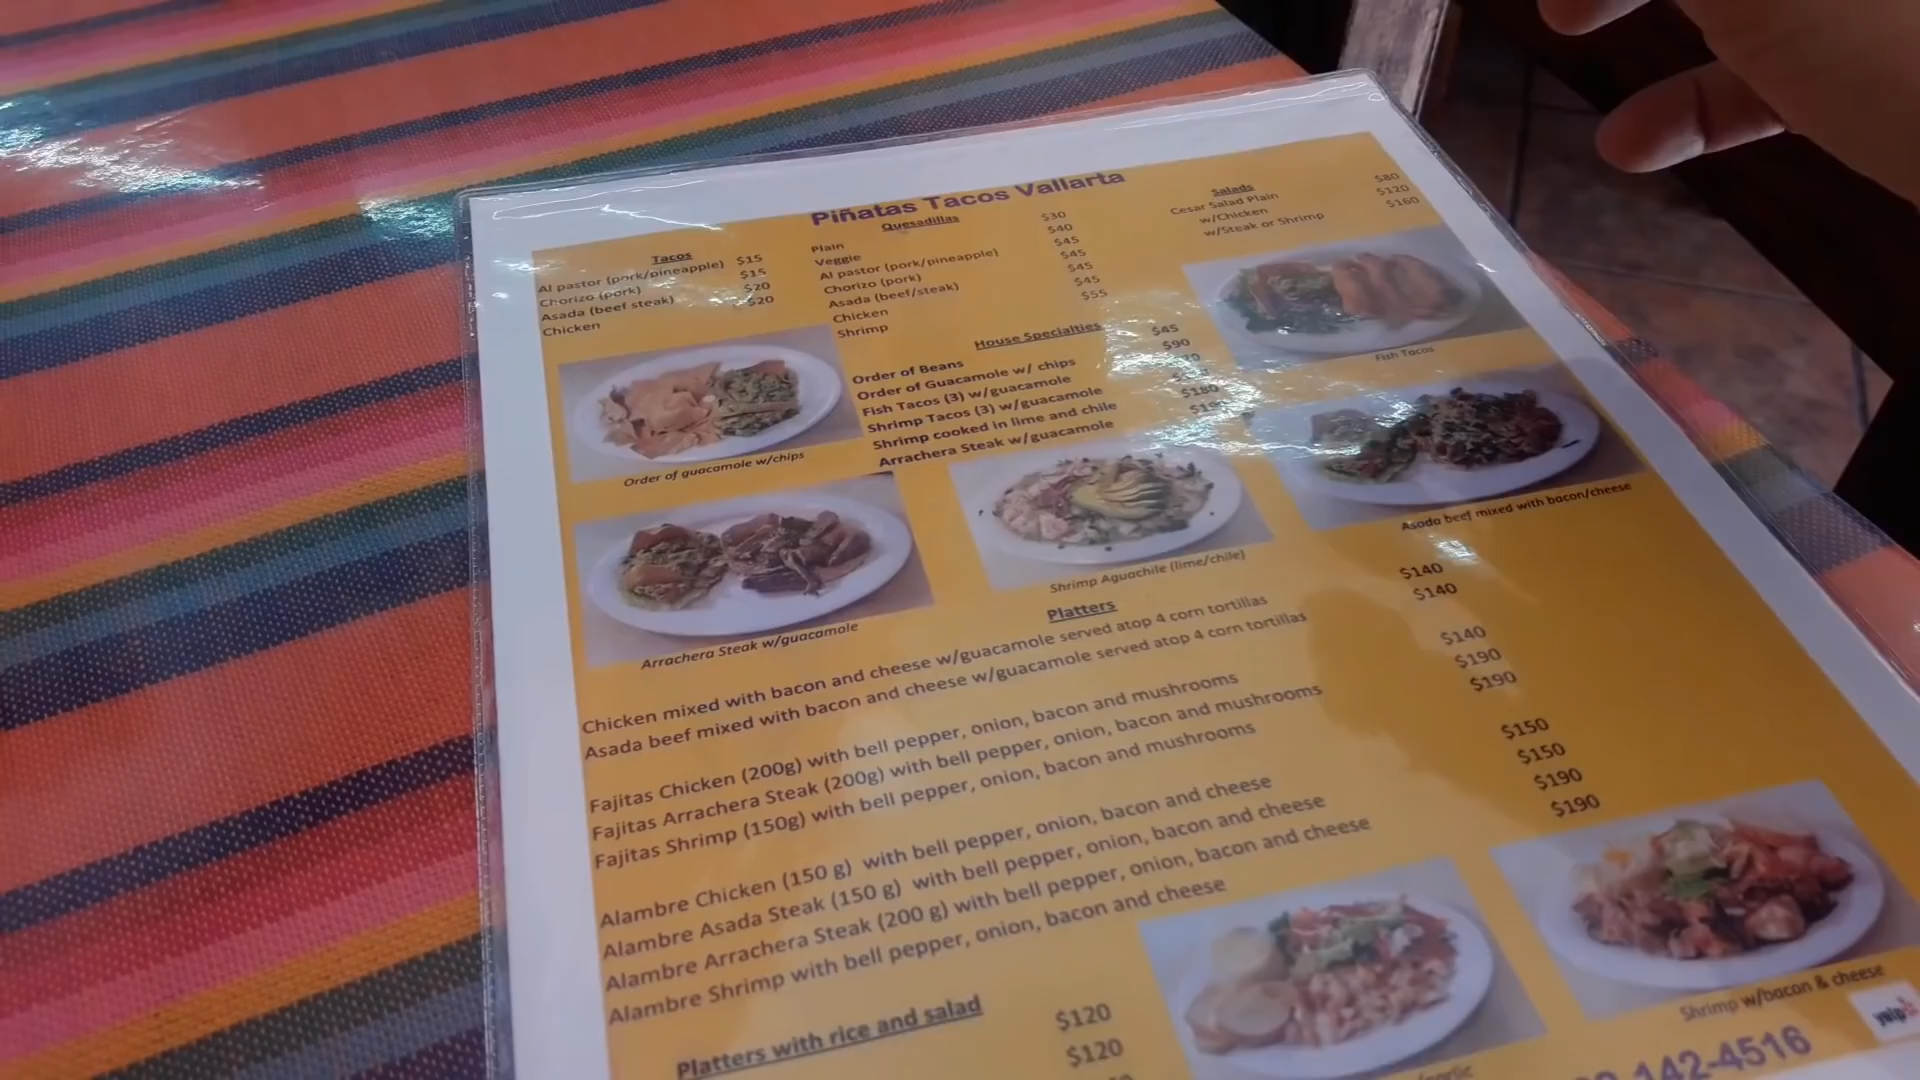 Piñatas Tacos Vallarta
Tacos
Al pastor (pork/pineapple) $15
Chorizo (pork) $15
Asada (beef steak) $20
Chicken $20
Quesadillas
Plain $30
Veggie $40
Al pastor (pork/pineapple) $45
Chorizo (pork) $45
Asada (beef/steak) $45
Chicken $45
Shrimp $55
Salads
Cesar Salad Plain $80
w/Chicken $120
w/Steak or Shrimp $160
House Specialties
Order of Beans $45
Order of Guacamole w/ chips $90
Fish Tacos (3) w/guacamole
Shrimp Tacos (3) w/guacamole
Shrimp cooked in lime and chile $180
Arrachera Steak w/guacamole
Fish Tacos
Order of guacamole w/chips
Asada beef mixed with bacon/cheese
Shrimp Aguachile (lime/chile)
Arrachera Steak w/guacamole
Platters
Chicken mixed with bacon and cheese w/guacamole served atop 4 corn tortillas $140
Asada beef mixed with bacon and cheese w/guacamole served atop 4 corn tortillas $140
Fajitas Chicken (200g) with bell pepper, onion, bacon and mushrooms $140
Fajitas Arrachera Steak (200g) with bell pepper, onion, bacon and mushrooms $190
Fajitas Shrimp (150g) with bell pepper, onion, bacon and mushrooms $190
Alambre Chicken (150 g) with bell pepper, onion, bacon and cheese $150
Alambre Asada Steak (150 g) with bell pepper, onion, bacon and cheese $150
Alambre Arrachera Steak (200 g) with bell pepper, onion, bacon and cheese $190
Alambre Shrimp with bell pepper, onion, bacon and cheese $190
Platters with rice and salad
$120
$120
Shrimp w/bacon & cheese
yelp
142-4516